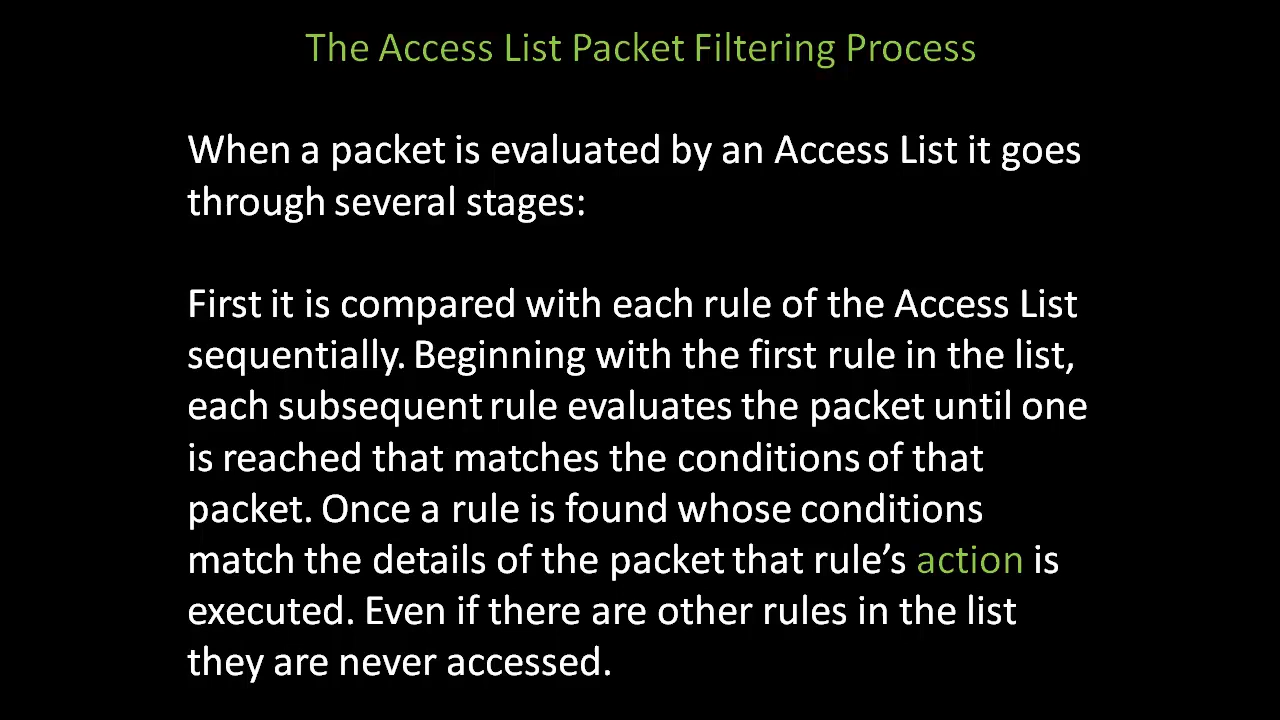 The Access List Packet Filtering Process
When a packet is evaluated by an Access List it goes
through several stages:
First it is compared with each rule of the Access List
sequentially. Beginning with the first rule in the list,
each subsequent rule evaluates the packet until one
is reached that matches the conditions of that
packet. Once a rule is found whose conditions
match the details of the packet that rule’s action is
executed. Even if there are other rules in the list
they are never accessed.